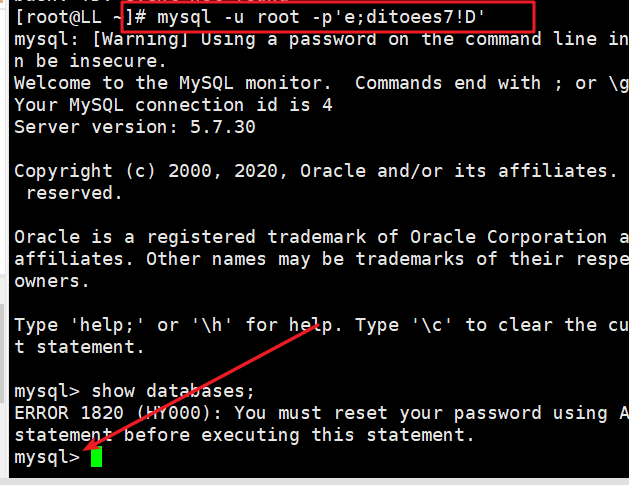 [root@LL ~]# mysql -u root -p'e;ditoees7!D'
mysql: [Warning] Using a password on the command line in
n be insecure.
Welcome to the MySQL monitor.  Commands end with ; or \g
Your MySQL connection id is 4
Server version: 5.7.30
Copyright (c) 2000, 2020, Oracle and/or its affiliates.
reserved.
Oracle is a registered trademark of Oracle Corporation a
affiliates. Other names may be trademarks of their respe
owners.
Type 'help;' or '\h' for help. Type '\c' to clear the cu
t statement.
mysql> show databases;
ERROR 1820 (HY000): You must reset your password using A
statement before executing this statement.
mysql>